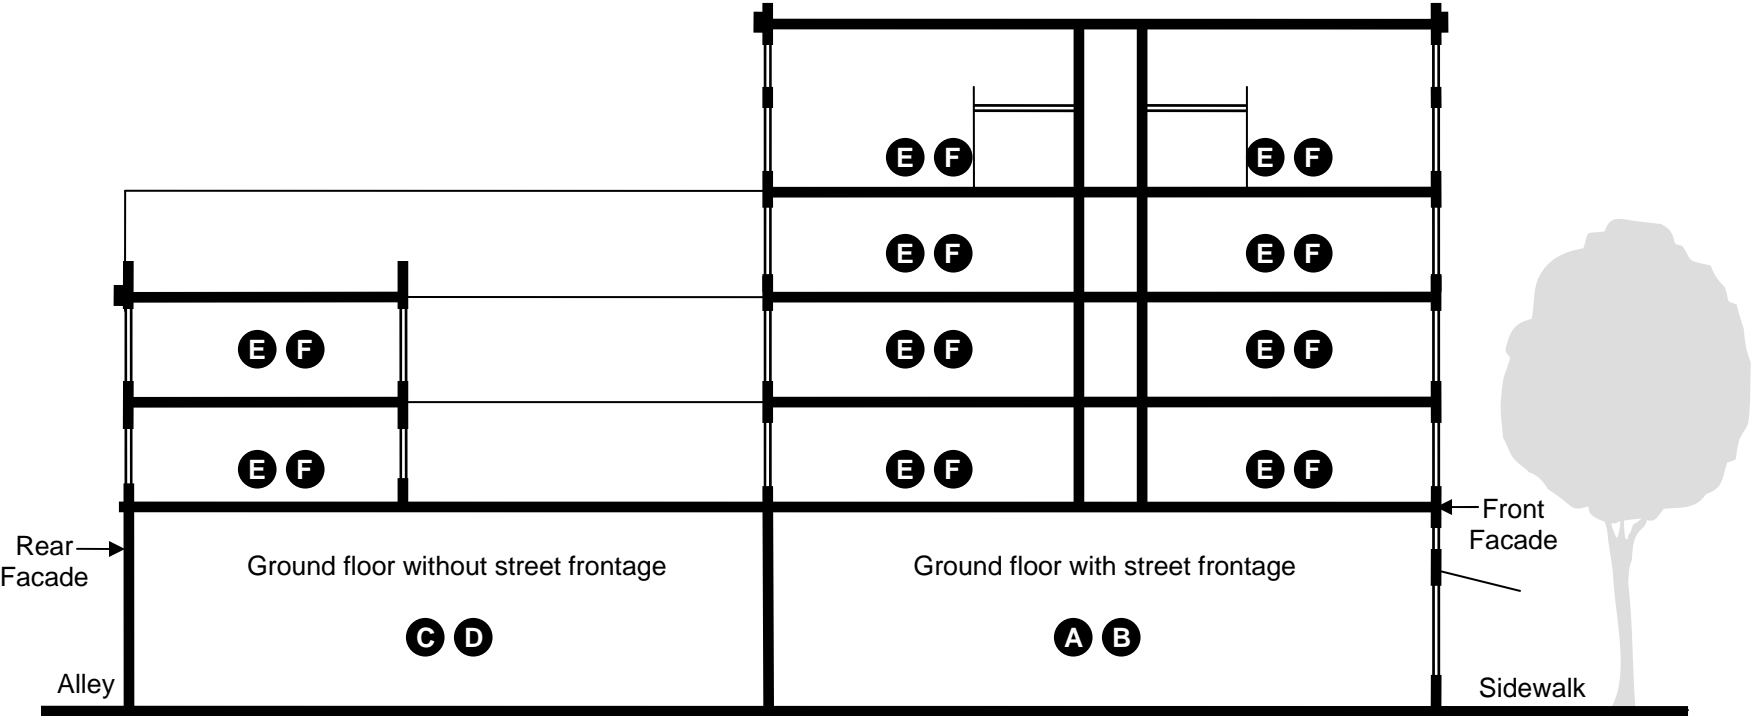 E F E F
E F E F
E F E F E F
E F E F E F
Rear
Facade
Ground floor without street frontage
Ground floor with street frontage
Front
Facade
C D
A B
Alley
Sidewalk